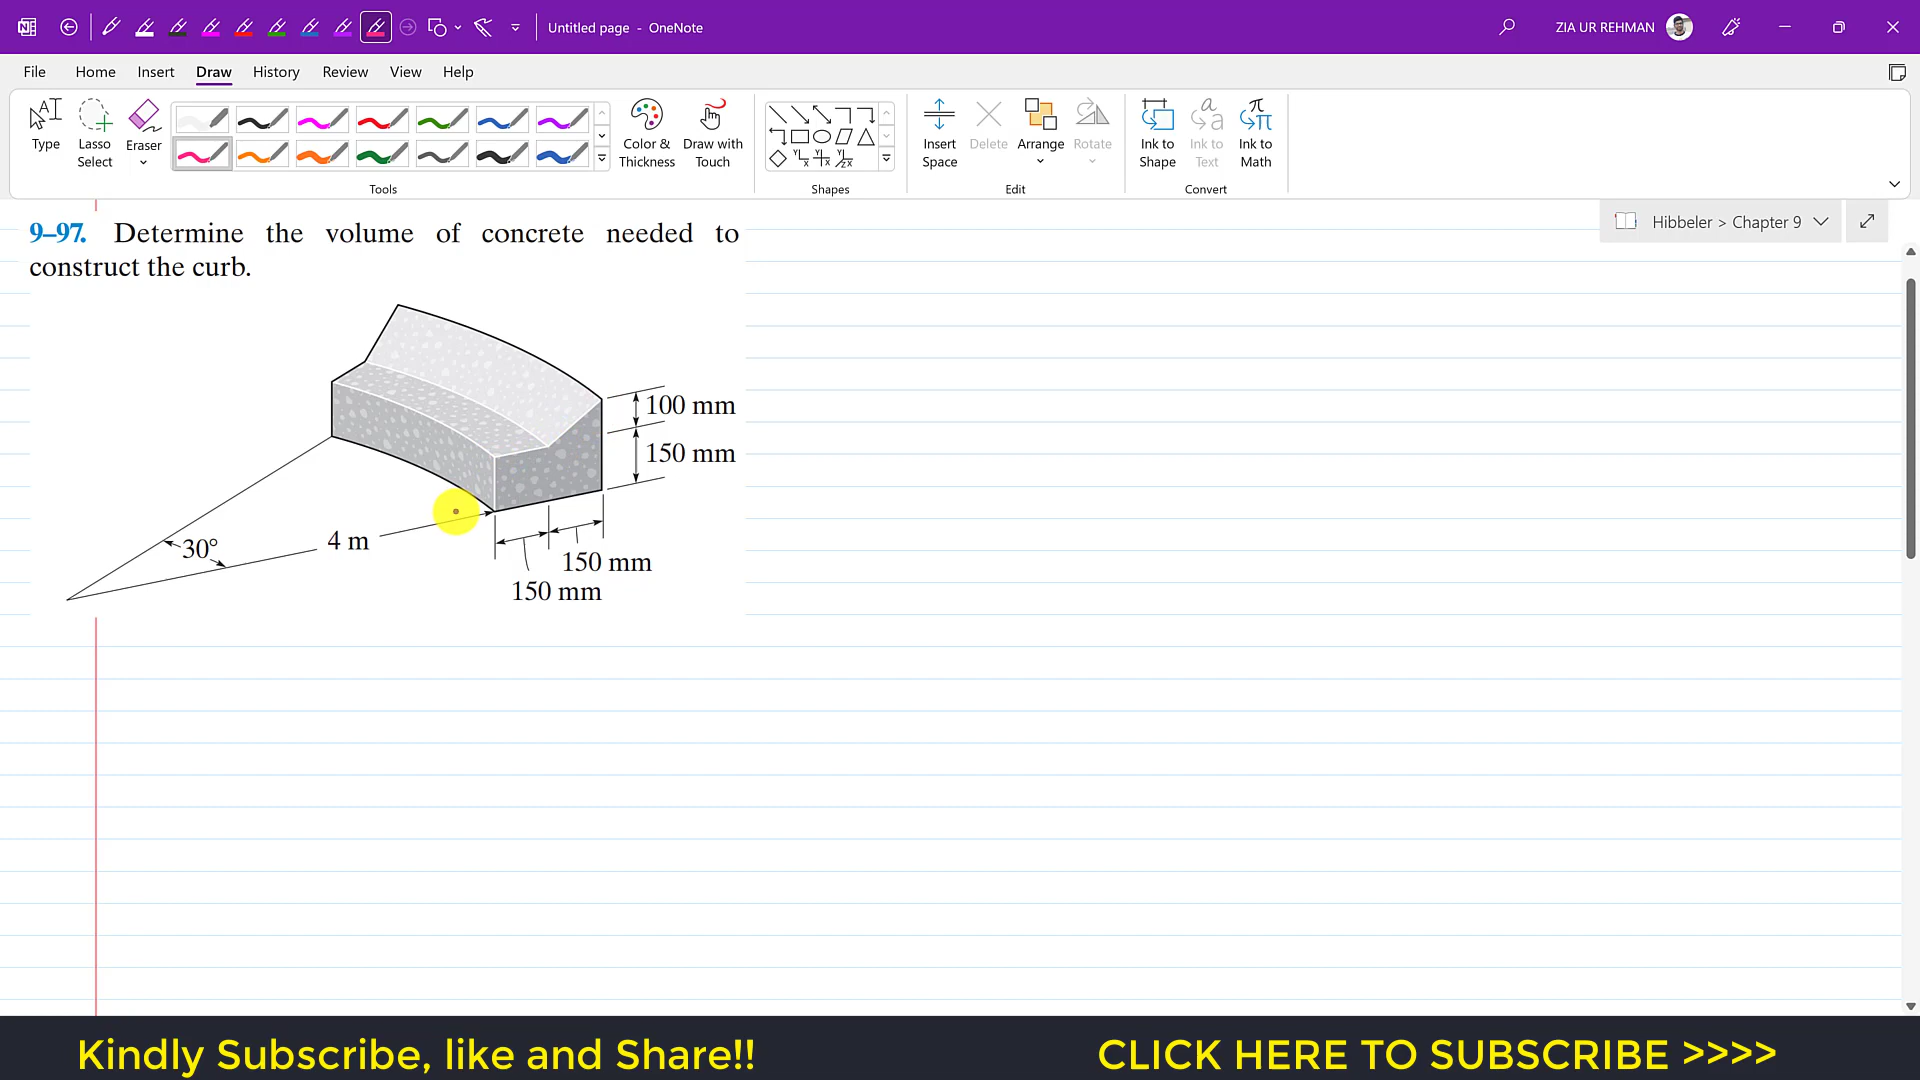 Untitled page - OneNote
ZIA UR REHMAN
File Home Insert Draw History Review View Help
Type
Lasso Select
Eraser
Color & Thickness
Draw with Touch
Insert Space
Delete
Arrange
Rotate
Ink to Shape
Ink to Text
Ink to Math
Tools
Shapes
Edit
Convert
Hibbeler > Chapter 9
9–97. Determine the volume of concrete needed to
construct the curb.
100 mm
150 mm
30°
4 m
150 mm
150 mm
Kindly Subscribe, like and Share!!
CLICK HERE TO SUBSCRIBE >>>>